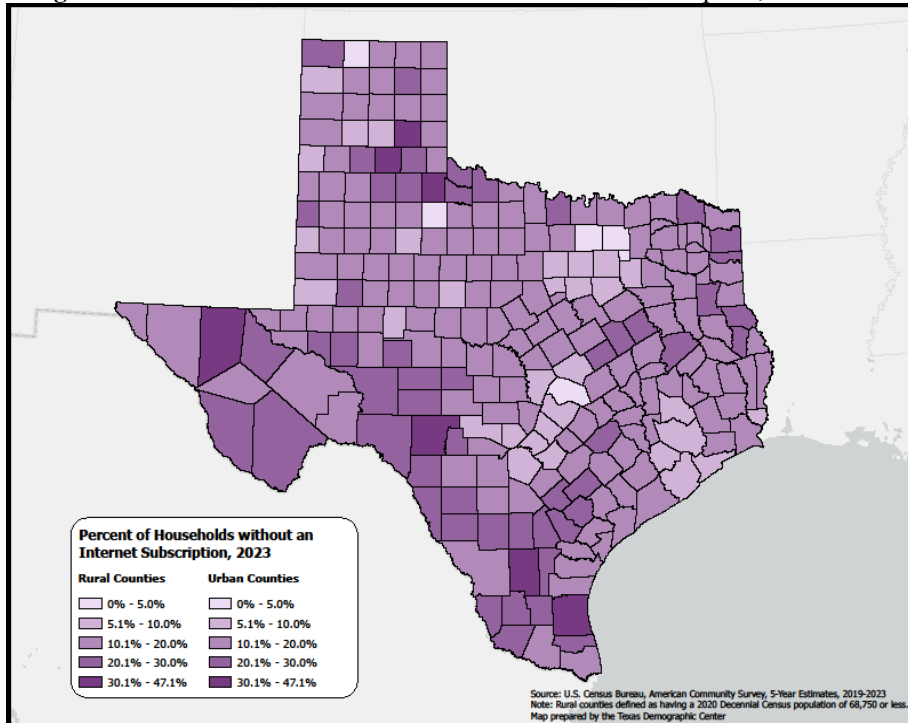 Percent of Households without an
Internet Subscription, 2023
Rural Counties Urban Counties
0% - 5.0% 0% - 5.0%
5.1% - 10.0% 5.1% - 10.0%
10.1% - 20.0% 10.1% - 20.0%
20.1% - 30.0% 20.1% - 30.0%
30.1% - 47.1% 30.1% - 47.1%
Source: U.S. Census Bureau, American Community Survey, 5-Year Estimates, 2019-2023
Note: Rural counties defined as having a 2020 Decennial Census population of 68,750 or less.
Map prepared by the Texas Demographic Center